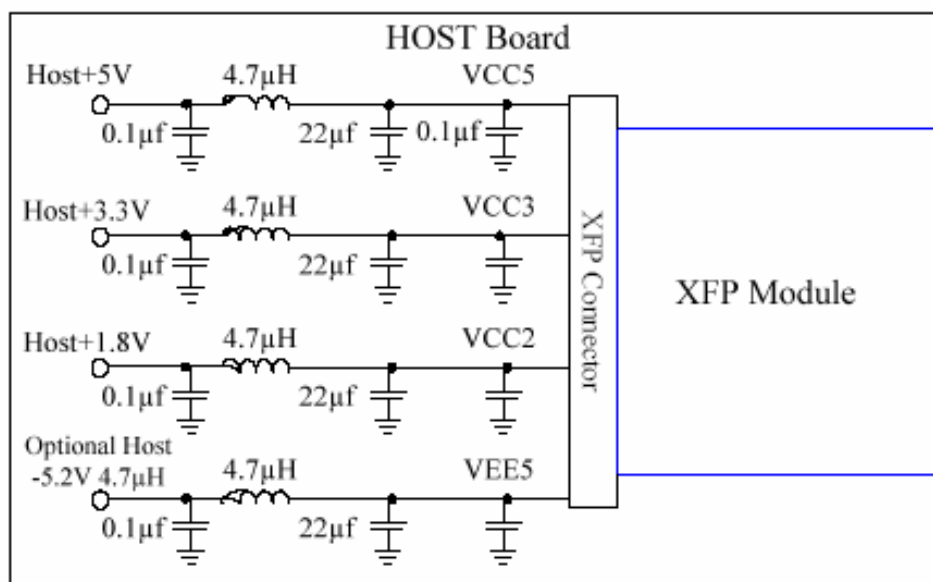 HOST Board
Host+5V
4.7µH
VCC5
0.1µf
22µf
0.1µf
Host+3.3V
4.7µH
VCC3
0.1µf
22µf
XFP Connector
XFP Module
Host+1.8V
4.7µH
VCC2
0.1µf
22µf
Optional Host
-5.2V 4.7µH
4.7µH
VEE5
0.1µf
22µf